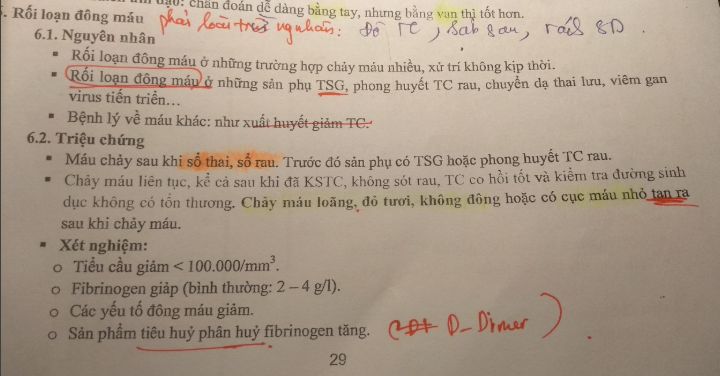 chẩn đoán dễ dàng bằng tay, nhưng bằng van thì tốt hơn.
. Rối loạn đông máu phải loại trừ nguyên nhân: Đờ TC, sót rau, rách SD.
6.1. Nguyên nhân
▪ Rối loạn đông máu ở những trường hợp chảy máu nhiều, xử trí không kịp thời.
▪ Rối loạn đông máu ở những sản phụ TSG, phong huyết TC rau, chuyển dạ thai lưu, viêm gan
virus tiến triển…
▪ Bệnh lý về máu khác: như xuất huyết giảm TC.
6.2. Triệu chứng
▪ Máu chảy sau khi sổ thai, sổ rau. Trước đó sản phụ có TSG hoặc phong huyết TC rau.
▪ Chảy máu liên tục, kể cả sau khi đã KSTC, không sót rau, TC co hồi tốt và kiểm tra đường sinh
dục không có tổn thương. Chảy máu loãng, đỏ tươi, không đông hoặc có cục máu nhỏ tan ra
sau khi chảy máu.
▪ Xét nghiệm:
o Tiểu cầu giảm < 100.000/mm³.
o Fibrinogen giảp (bình thường: 2 – 4 g/l).
o Các yếu tố đông máu giảm.
o Sản phẩm tiêu huỷ phân huỷ fibrinogen tăng. ( D-Dimer )
29